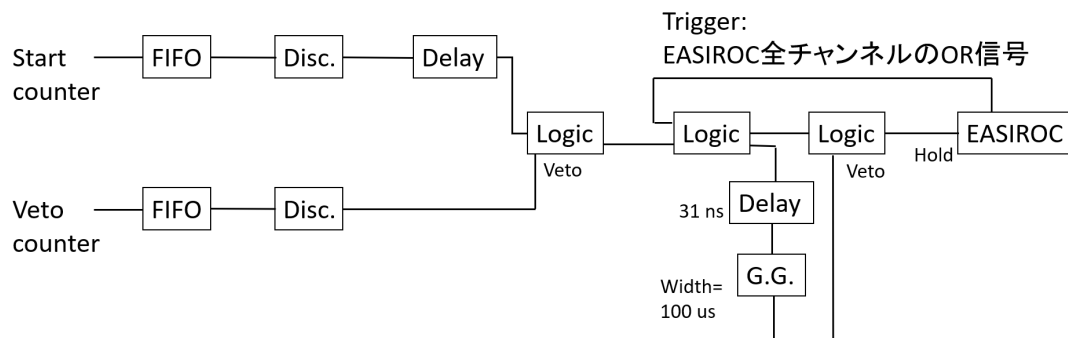 Trigger:
EASIROC全チャンネルのOR信号
Start
counter
FIFO
Disc.
Delay
Logic
Veto
Logic
Logic
Veto
Hold
EASIROC
Veto
counter
FIFO
Disc.
31 ns
Delay
G.G.
Width=
100 us